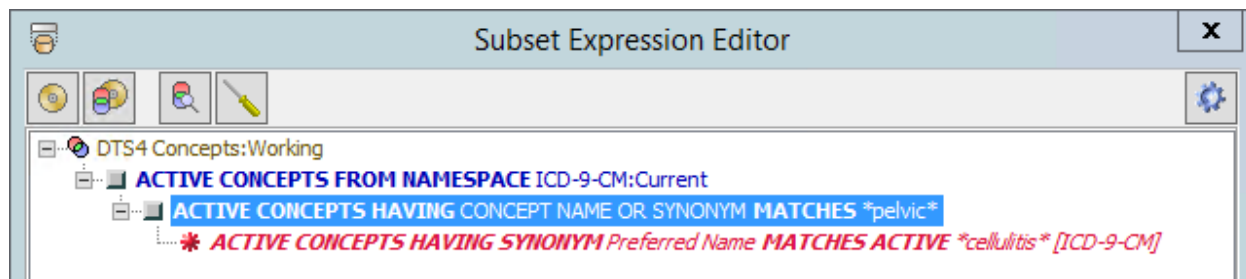 Subset Expression Editor
x
DTS4 Concepts:Working
ACTIVE CONCEPTS FROM NAMESPACE ICD-9-CM:Current
ACTIVE CONCEPTS HAVING CONCEPT NAME OR SYNONYM MATCHES *pelvic*
ACTIVE CONCEPTS HAVING SYNONYM Preferred Name MATCHES ACTIVE *cellulitis* [ICD-9-CM]